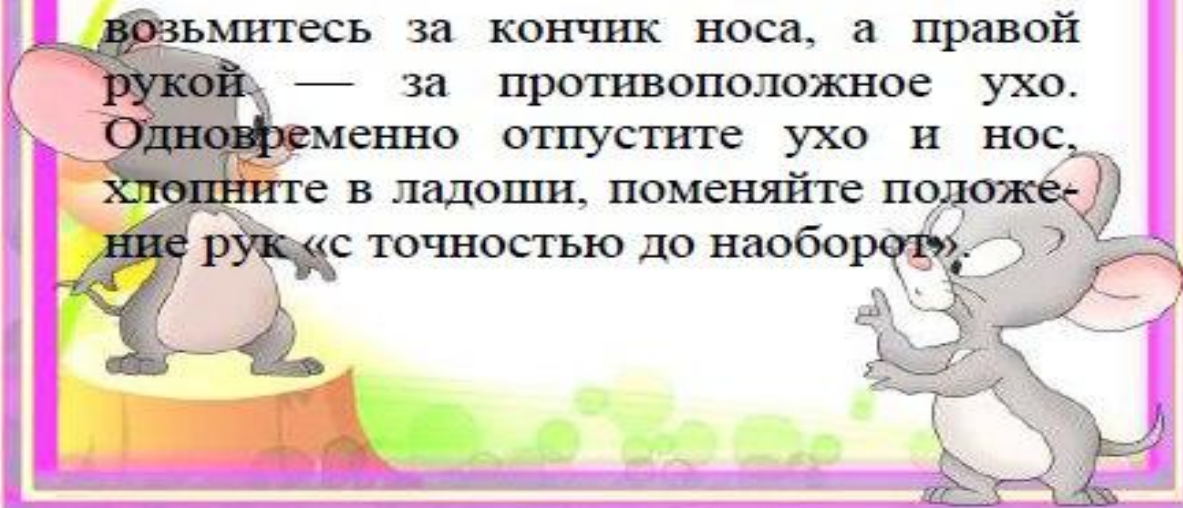 возьмитесь за кончик носа, а правой
рукой — за противоположное ухо.
Одновременно отпустите ухо и нос,
хлопните в ладоши, поменяйте положе-
ние рук «с точностью до наоборот».